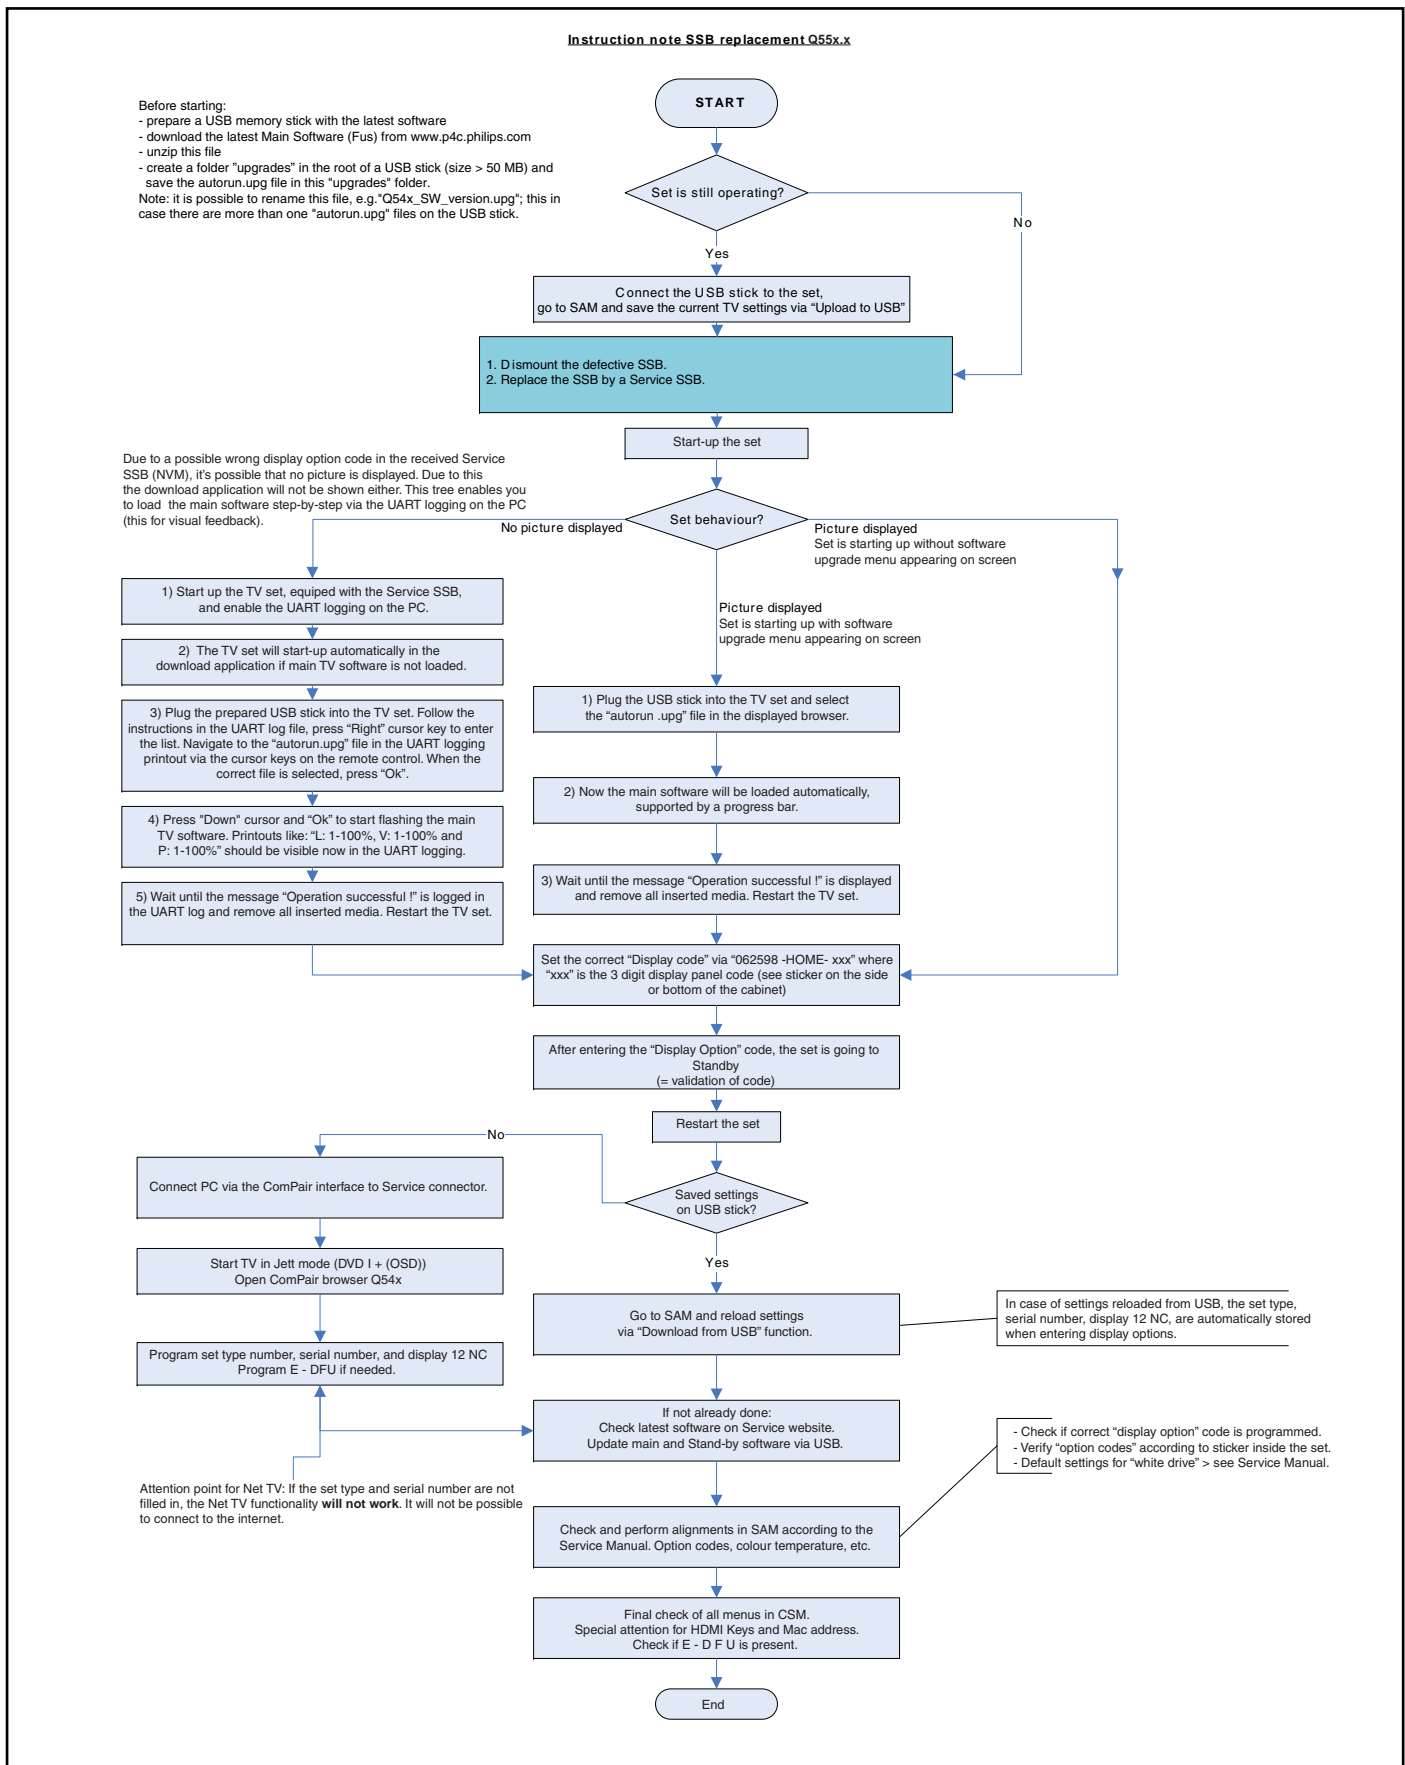 Instruction note SSB replacement Q55x.x
START
Before starting:
- prepare a USB memory stick with the latest software
- download the latest Main Software (Fus) from www.p4c.philips.com
- unzip this file
- create a folder ”upgrades” in the root of a USB stick (size > 50 MB) and
save the autorun.upg file in this "upgrades" folder.
Note: it is possible to rename this file, e.g."Q54x_SW_version.upg"; this in
case there are more than one "autorun.upg" files on the USB stick.
Set is still operating?
No
Yes
Connect the USB stick to the set,
go to SAM and save the current TV settings via “Upload to USB”
1. Dismount the defective SSB.
2. Replace the SSB by a Service SSB.
Start-up the set
Due to a possible wrong display option code in the received Service
SSB (NVM), it’s possible that no picture is displayed. Due to this
the download application will not be shown either. This tree enables you
to load the main software step-by-step via the UART logging on the PC
(this for visual feedback).
Set behaviour?
No picture displayed
Picture displayed
Set is starting up without software
upgrade menu appearing on screen
Picture displayed
Set is starting up with software
upgrade menu appearing on screen
1) Start up the TV set, equiped with the Service SSB,
and enable the UART logging on the PC.
2) The TV set will start-up automatically in the
download application if main TV software is not loaded.
3) Plug the prepared USB stick into the TV set. Follow the
instructions in the UART log file, press “Right” cursor key to enter
the list. Navigate to the “autorun.upg” file in the UART logging
printout via the cursor keys on the remote control. When the
correct file is selected, press “Ok”.
4) Press "Down" cursor and “Ok” to start flashing the main
TV software. Printouts like: “L: 1-100%, V: 1-100% and
P: 1-100%” should be visible now in the UART logging.
5) Wait until the message “Operation successful !” is logged in
the UART log and remove all inserted media. Restart the TV set.
1) Plug the USB stick into the TV set and select
the “autorun .upg” file in the displayed browser.
2) Now the main software will be loaded automatically,
supported by a progress bar.
3) Wait until the message “Operation successful !” is displayed
and remove all inserted media. Restart the TV set.
Set the correct “Display code” via “062598 -HOME- xxx” where
“xxx” is the 3 digit display panel code (see sticker on the side
or bottom of the cabinet)
After entering the “Display Option” code, the set is going to
Standby
(= validation of code)
Restart the set
No
Saved settings
on USB stick?
Yes
Connect PC via the ComPair interface to Service connector.
Start TV in Jett mode (DVD I + (OSD))
Open ComPair browser Q54x
Program set type number, serial number, and display 12 NC
Program E - DFU if needed.
Go to SAM and reload settings
via “Download from USB” function.
In case of settings reloaded from USB, the set type,
serial number, display 12 NC, are automatically stored
when entering display options.
If not already done:
Check latest software on Service website.
Update main and Stand-by software via USB.
- Check if correct “display option” code is programmed.
- Verify “option codes” according to sticker inside the set.
- Default settings for “white drive” > see Service Manual.
Attention point for Net TV: If the set type and serial number are not
filled in, the Net TV functionality will not work. It will not be possible
to connect to the internet.
Check and perform alignments in SAM according to the
Service Manual. Option codes, colour temperature, etc.
Final check of all menus in CSM.
Special attention for HDMI Keys and Mac address.
Check if E - D F U is present.
End